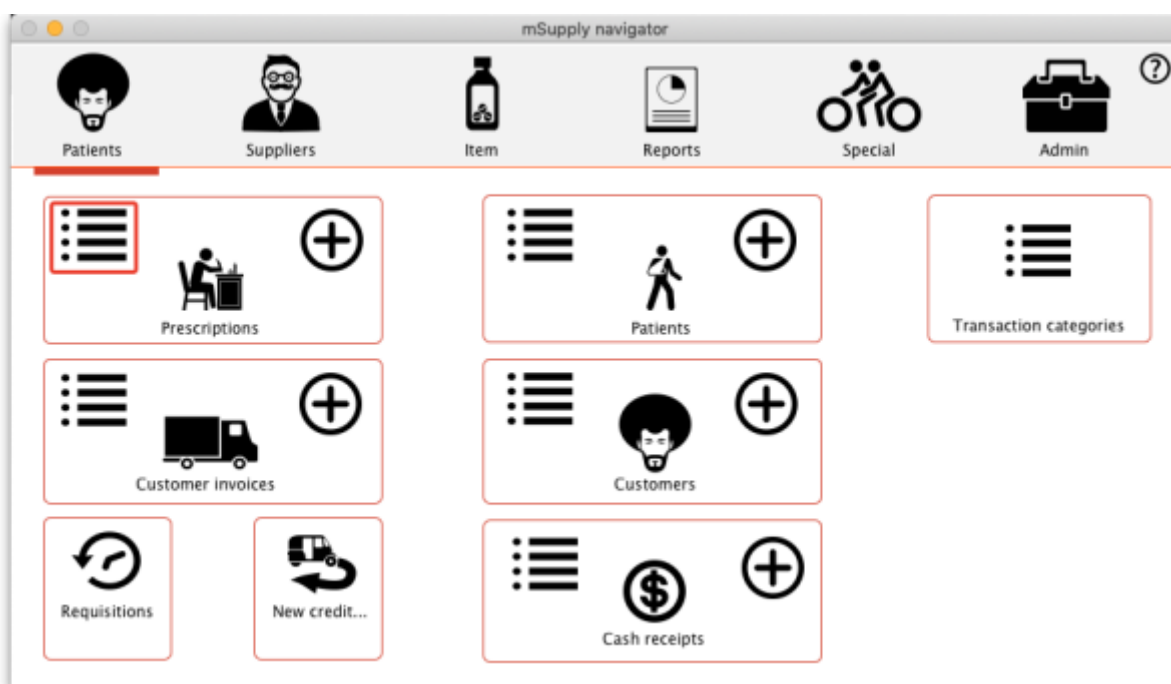 mSupply navigator
?
Patients
Suppliers
Item
Reports
Special
Admin
Prescriptions
Patients
Transaction categories
Customer invoices
Customers
Requisitions
New credit...
$
Cash receipts